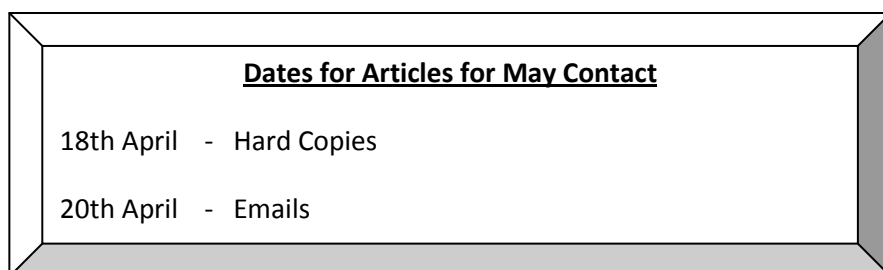 Dates for Articles for May Contact
18th April - Hard Copies
20th April - Emails